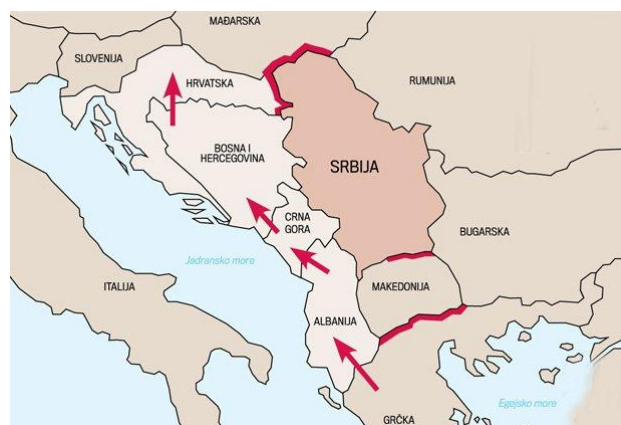 MAĐARSKA
SLOVENIJA
HRVATSKA
RUMUNIJA
BOSNA I
HERCEGOVINA
SRBIJA
CRNA
GORA
BUGARSKA
Jadransko more
ITALIJA
MAKEDONIJA
ALBANIJA
Egejsko more
GRČKA